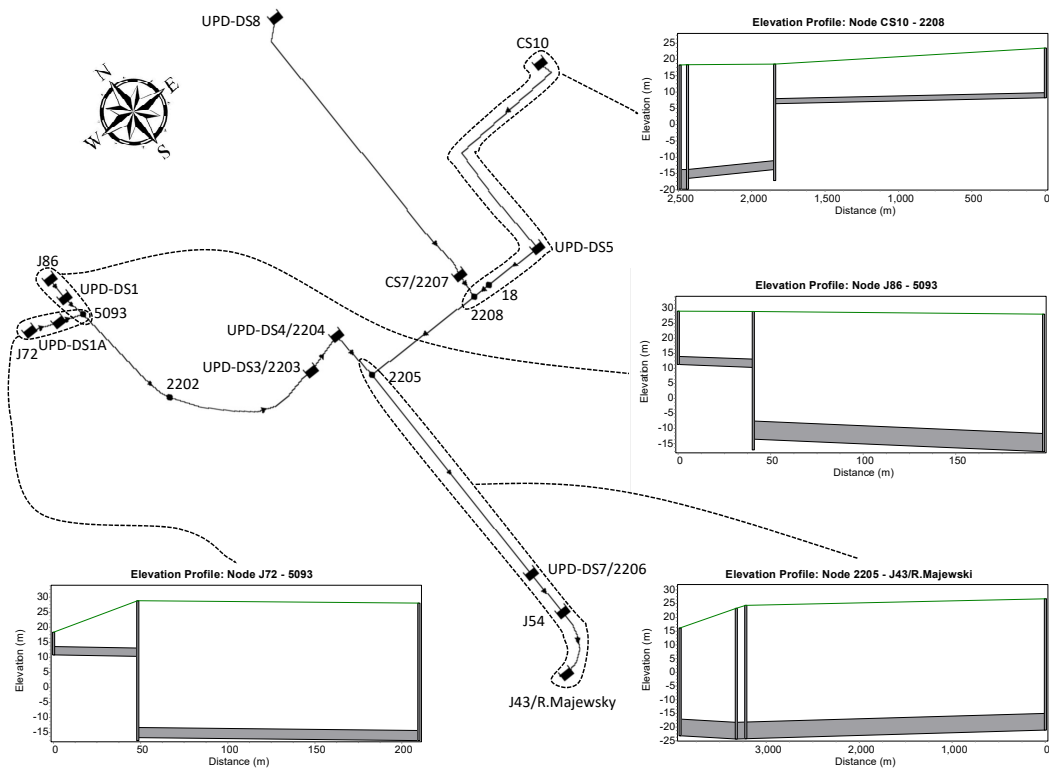 UPD-DS8
CS10
N
E
W
S
UPD-DS5
CS7/2207
18
2208
J86
UPD-DS1
5093
J72
UPD-DS1A
UPD-DS4/2204
UPD-DS3/2203
2205
2202
UPD-DS7/2206
J54
J43/R.Majewsky
Elevation Profile: Node CS10 - 2208
Elevation (m)
25
20
15
10
5
0
-5
-10
-15
-20
2,500
2,000
1,500
1,000
500
0
Distance (m)
Elevation Profile: Node J86 - 5093
Elevation (m)
30
25
20
15
10
5
0
-5
-10
-15
0
50
100
150
Distance (m)
Elevation Profile: Node J72 - 5093
Elevation (m)
30
25
20
15
10
5
0
-5
-10
-15
0
50
100
150
200
Distance (m)
Elevation Profile: Node 2205 - J43/R.Majewski
Elevation (m)
30
25
20
15
10
5
0
-5
-10
-15
-20
-25
3,000
2,000
1,000
0
Distance (m)